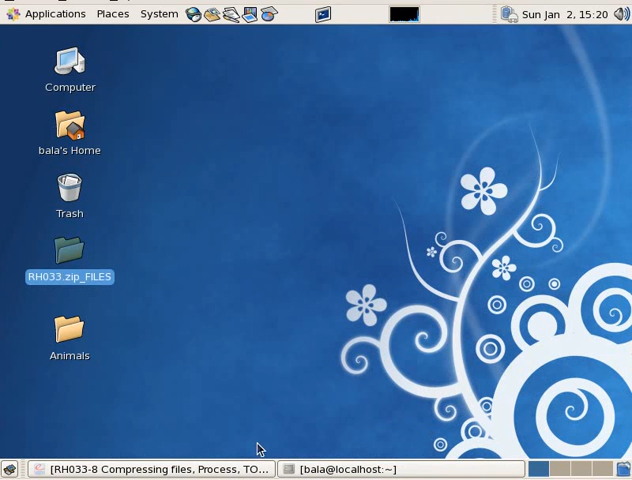 Applications Places System Sun Jan 2, 15:20
Computer
bala's Home
Trash
RH033.zip_FILES
Animals
[RH033-8 Compressing files, Process, TO... [bala@localhost:~]